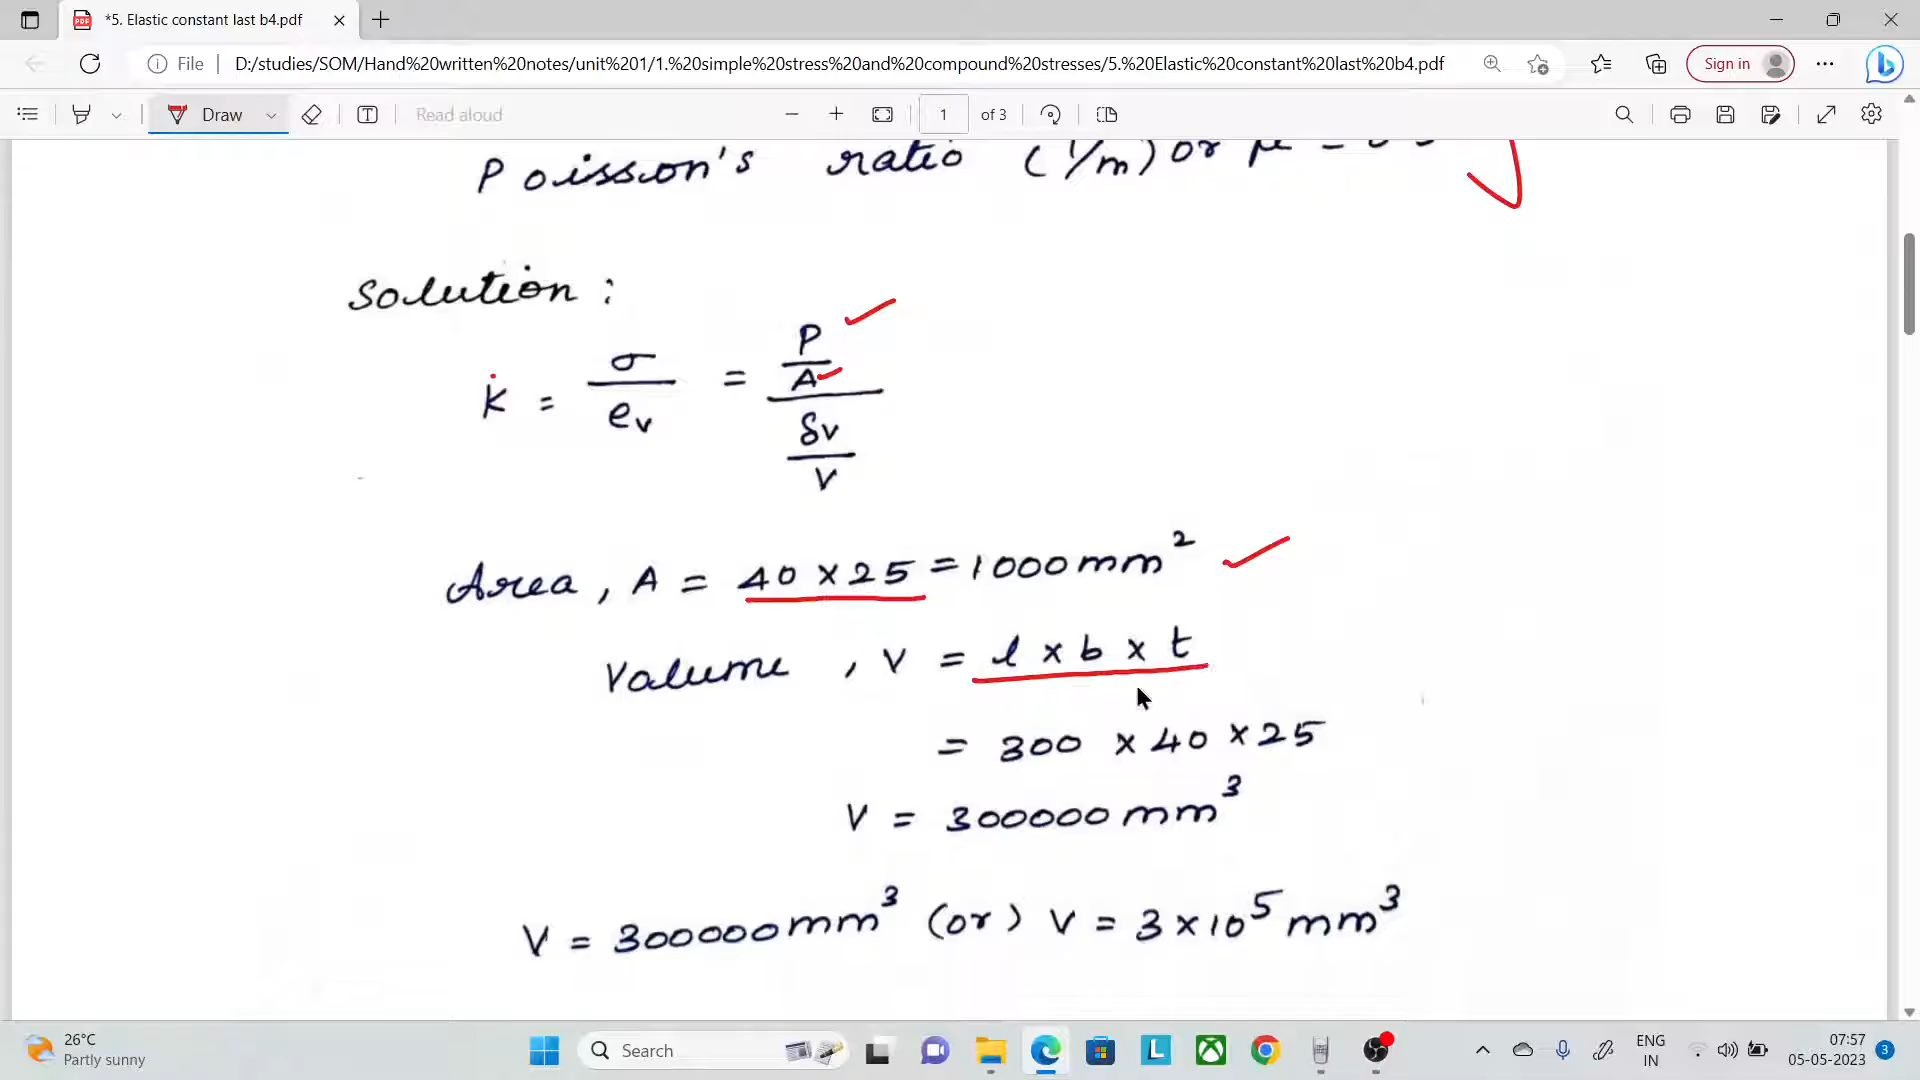 *5. Elastic constant last b4.pdf
File
D:/studies/SOM/Hand%20written%20notes/unit%201/1.%20simple%20stress%20and%20compound%20stresses/5.%20Elastic%20constant%20last%20b4.pdf
Sign in
Draw
Read aloud
1 of 3
Poisson's ratio (1/m) or μ =
Solution :
K = σ / e_v = (P / A) / (δv / V)
Area, A = 40 × 25 = 1000 mm²
Valume, V = l × b × t
= 300 × 40 × 25
V = 300000 mm³
V = 300000 mm³ (or) V = 3 × 10⁵ mm³
26°C
Partly sunny
Search
ENG
IN
07:57
05-05-2023
3